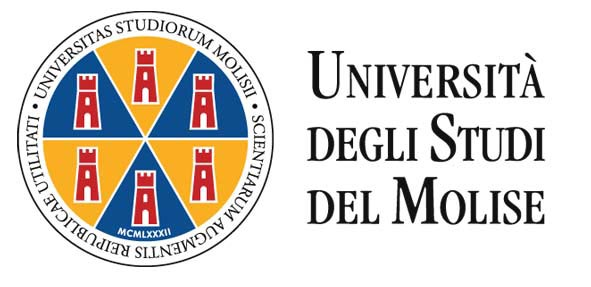 UNIVERSITAS STUDIORUM MOLISII · SCIENTIARUM AUGMENTIS REIPUBLICAE UTILITATI ·
MCMLXXXII
UNIVERSITÀ
DEGLI STUDI
DEL MOLISE